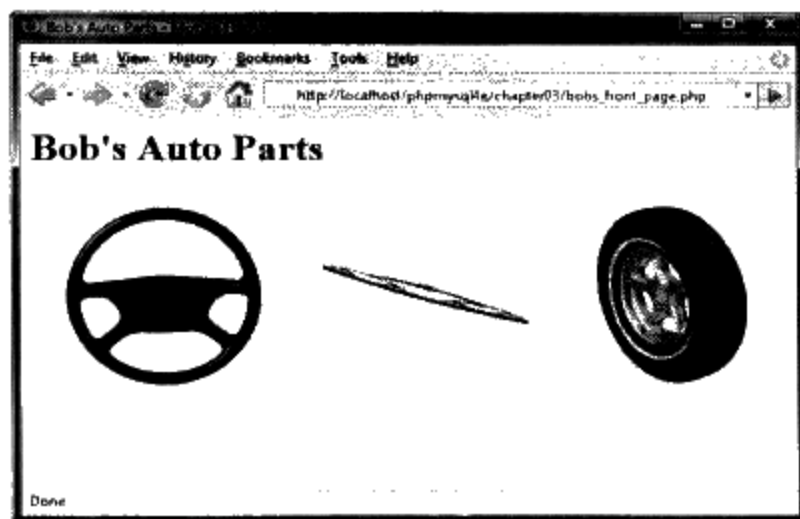 Bob's Auto Parts -
File Edit View History Bookmarks Tools Help
http://localhost/phpmysql4e/chapter03/bobs_front_page.php
Bob's Auto Parts
Done